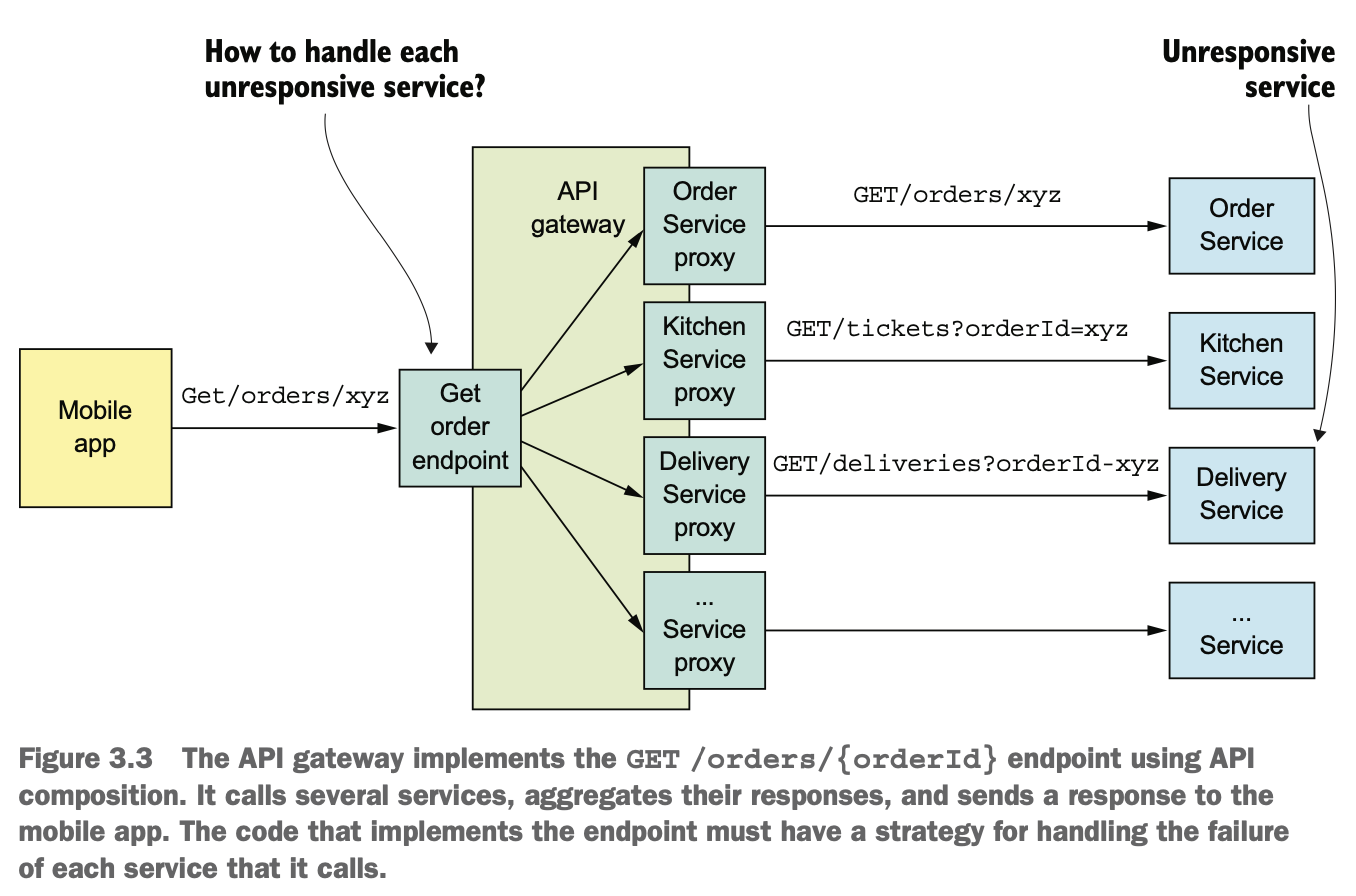 How to handle each
unresponsive service?
Unresponsive
service
API
gateway
Order
Service
proxy
GET/orders/xyz
Order
Service
Kitchen
Service
proxy
GET/tickets?orderId=xyz
Kitchen
Service
Mobile
app
Get/orders/xyz
Get
order
endpoint
Delivery
Service
proxy
GET/deliveries?orderId-xyz
Delivery
Service
...
Service
proxy
...
Service
Figure 3.3 The API gateway implements the GET /orders/{orderId} endpoint using API
composition. It calls several services, aggregates their responses, and sends a response to the
mobile app. The code that implements the endpoint must have a strategy for handling the failure
of each service that it calls.